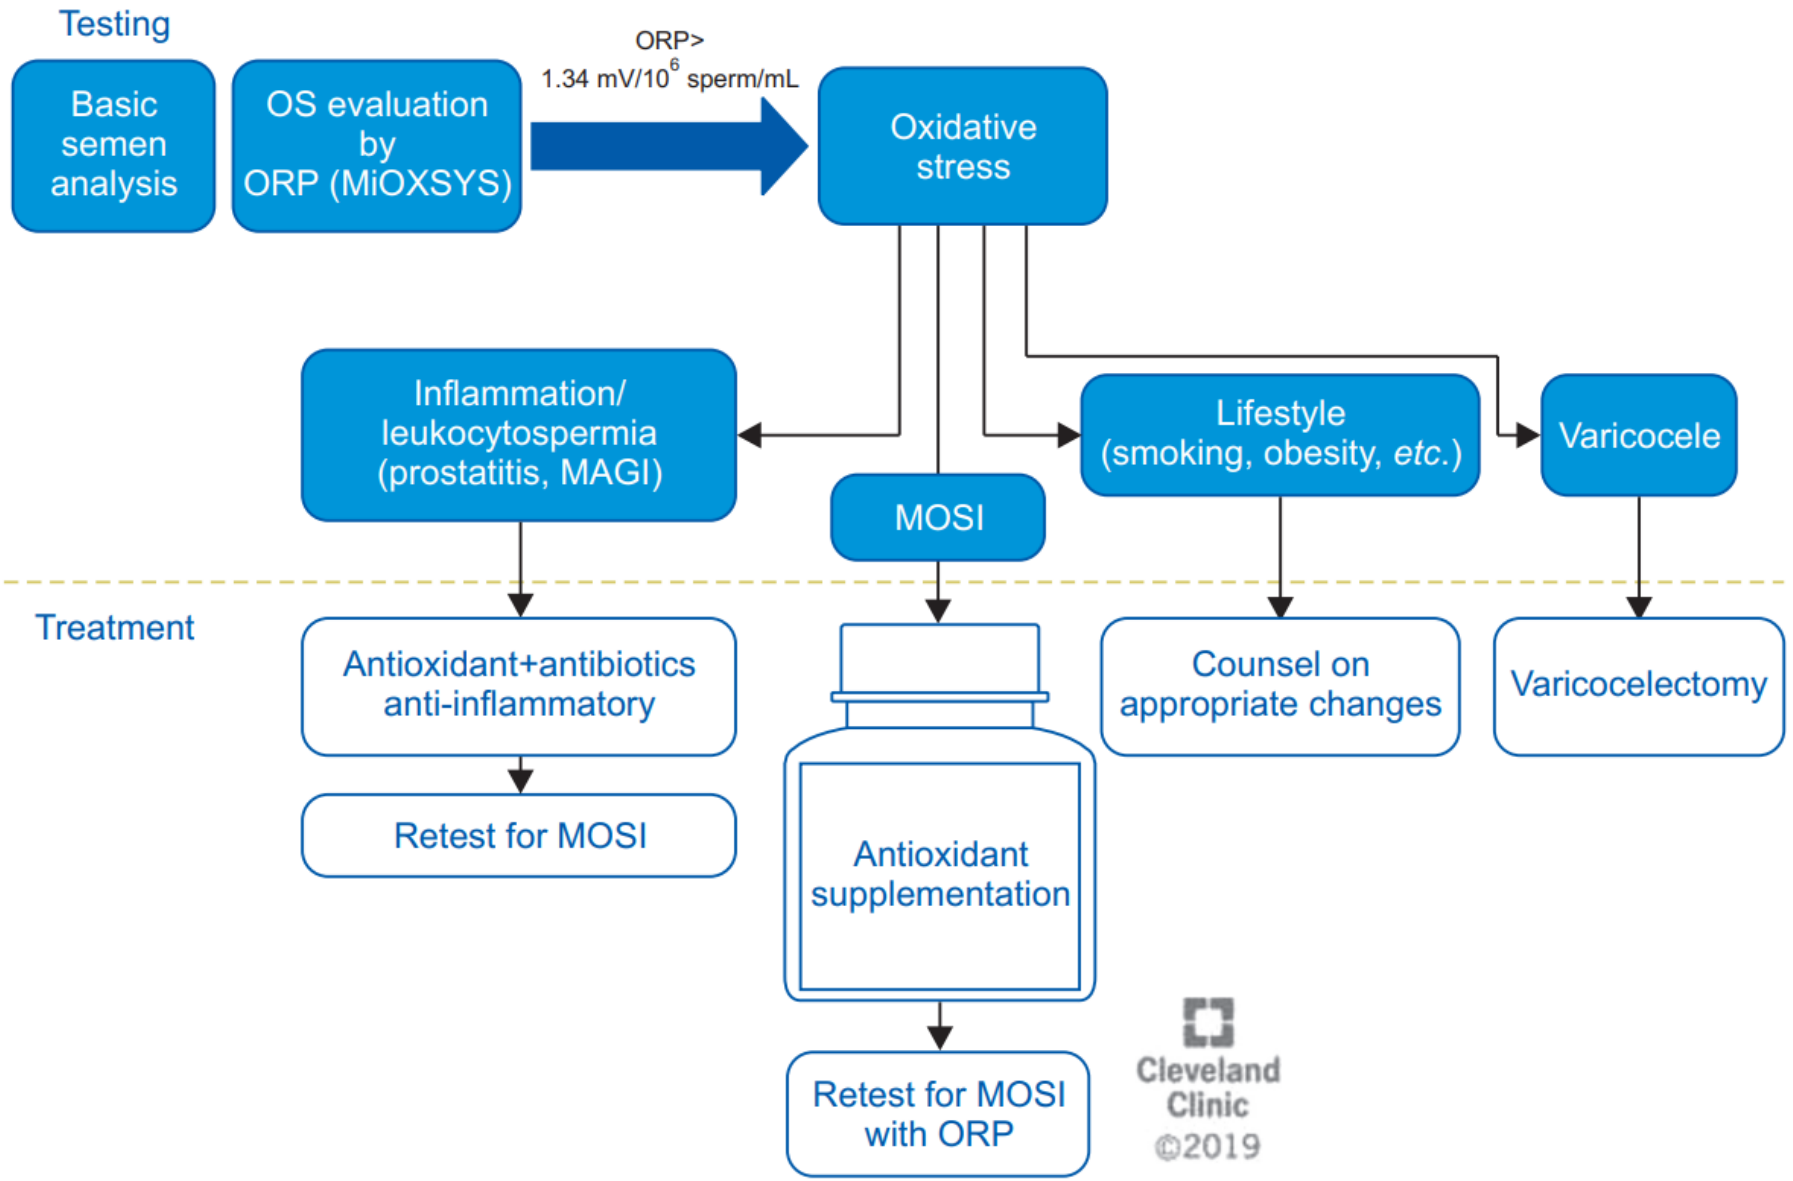 Testing
Basic
semen
analysis
OS evaluation
by
ORP (MiOXSYS)
ORP>
1.34 mV/10⁶ sperm/mL
Oxidative
stress
Inflammation/
leukocytospermia
(prostatitis, MAGI)
MOSI
Lifestyle
(smoking, obesity, etc.)
Varicocele
Treatment
Antioxidant+antibiotics
anti-inflammatory
Retest for MOSI
Antioxidant
supplementation
Retest for MOSI
with ORP
Counsel on
appropriate changes
Varicocelectomy
Cleveland
Clinic
©2019